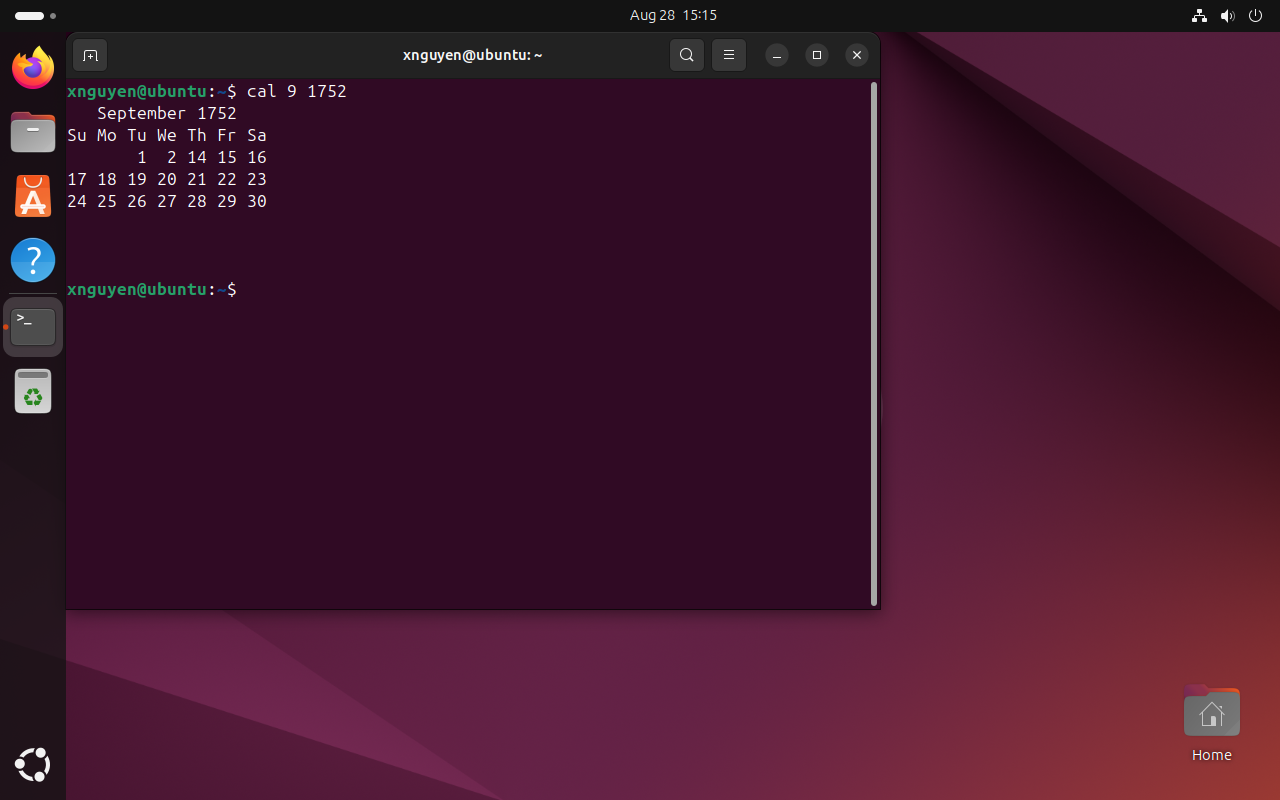 Aug 28 15:15
xnguyen@ubuntu: ~
xnguyen@ubuntu:~$ cal 9 1752
   September 1752
Su Mo Tu We Th Fr Sa
       1  2 14 15 16
17 18 19 20 21 22 23
24 25 26 27 28 29 30
xnguyen@ubuntu:~$
Home